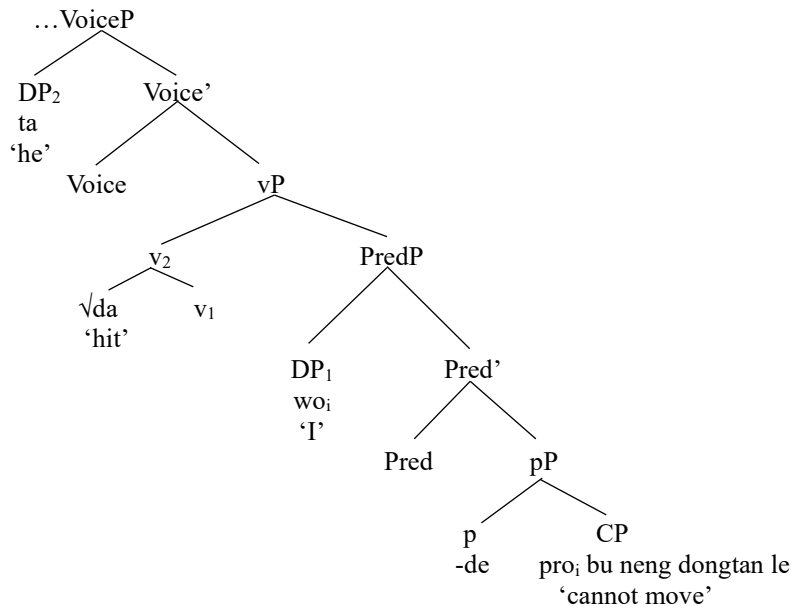 …VoiceP
DP₂ Voice’
ta
‘he’
Voice vP
v₂ PredP
√da v₁
‘hit’
DP₁ Pred’
woᵢ
‘I’
Pred pP
p CP
-de proᵢ bu neng dongtan le
‘cannot move’